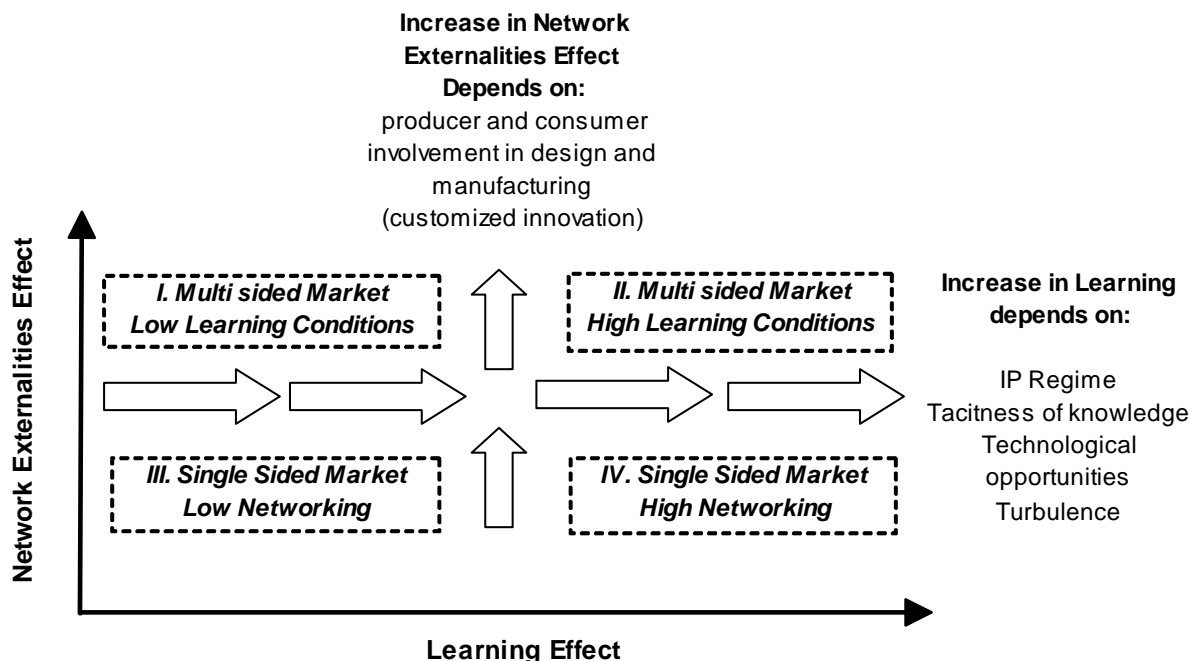 Increase in Network
Externalities Effect
Depends on:
producer and consumer
involvement in design and
manufacturing
(customized innovation)
Network Externalities Effect
I. Multi sided Market
Low Learning Conditions
II. Multi sided Market
High Learning Conditions
Increase in Learning
depends on:
IP Regime
Tacitness of knowledge
Technological
opportunities
Turbulence
III. Single Sided Market
Low Networking
IV. Single Sided Market
High Networking
Learning Effect